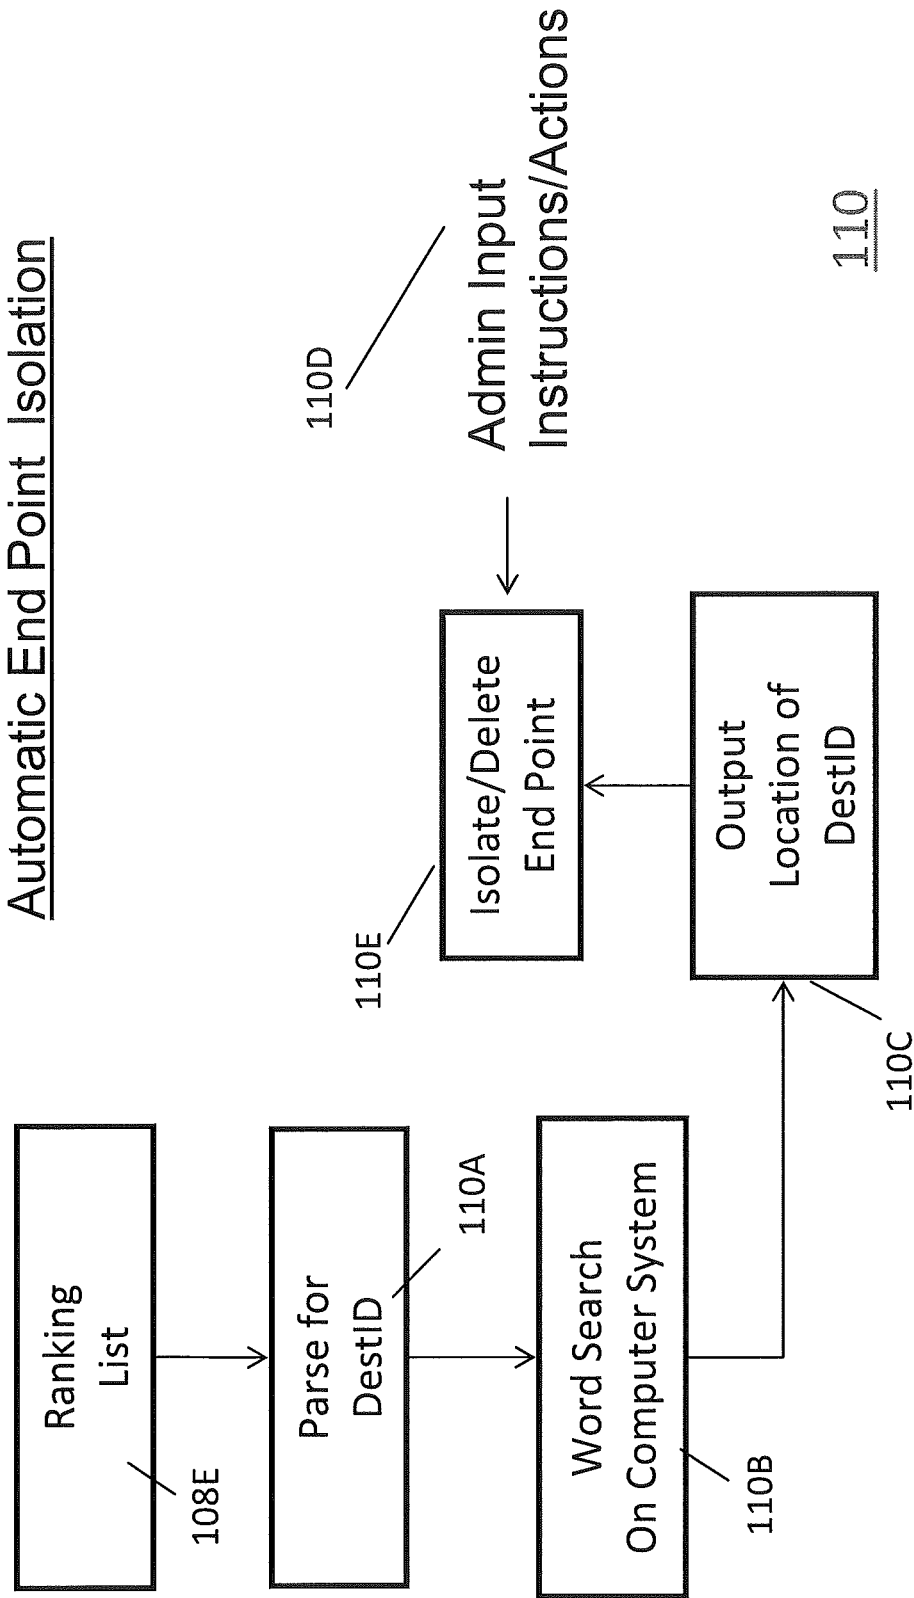 Automatic End Point Isolation
Ranking
List
108E
Parse for
DestID
110A
Word Search
On Computer System
110B
Output
Location of
DestID
110C
Isolate/Delete
End Point
110E
Admin Input
Instructions/Actions
110D
110